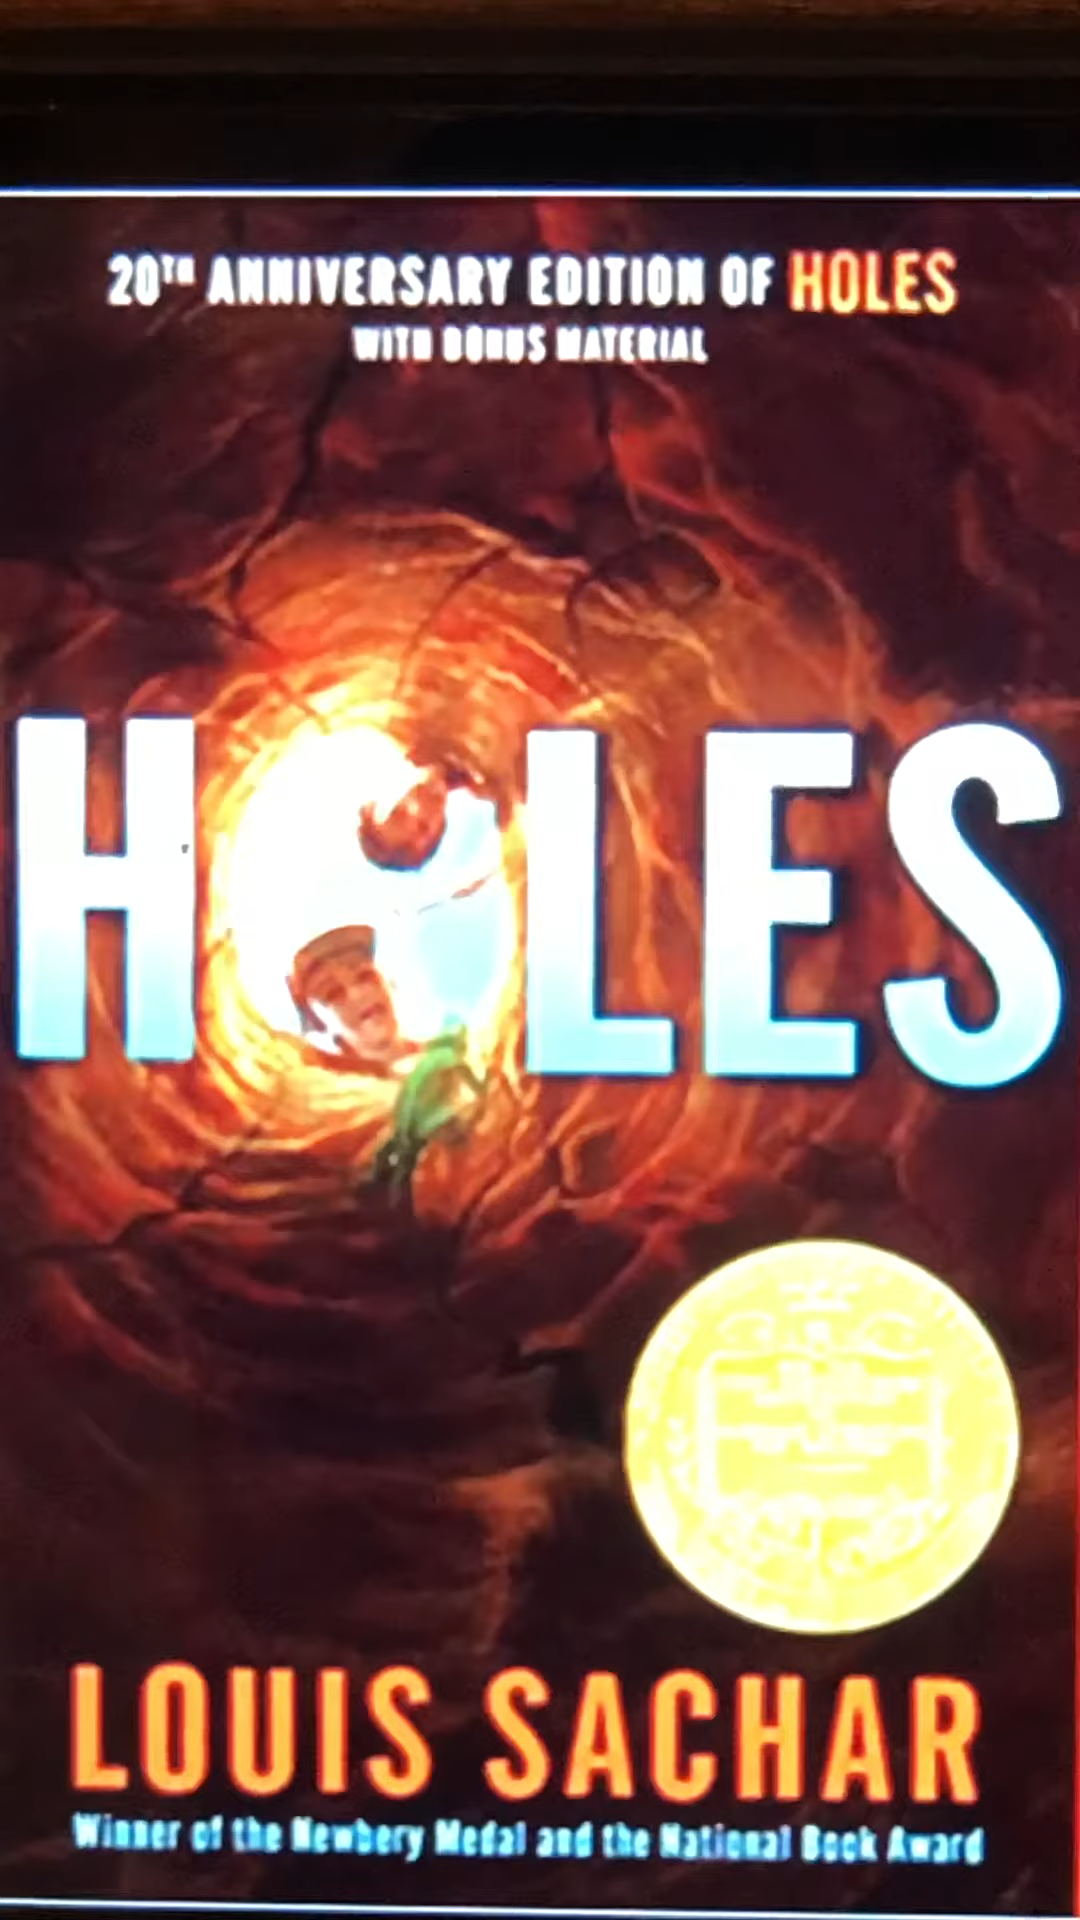 20TH ANNIVERSARY EDITION OF HOLES
WITH BONUS MATERIAL
HOLES
LOUIS SACHAR
Winner of the Newbery Medal and the National Book Award